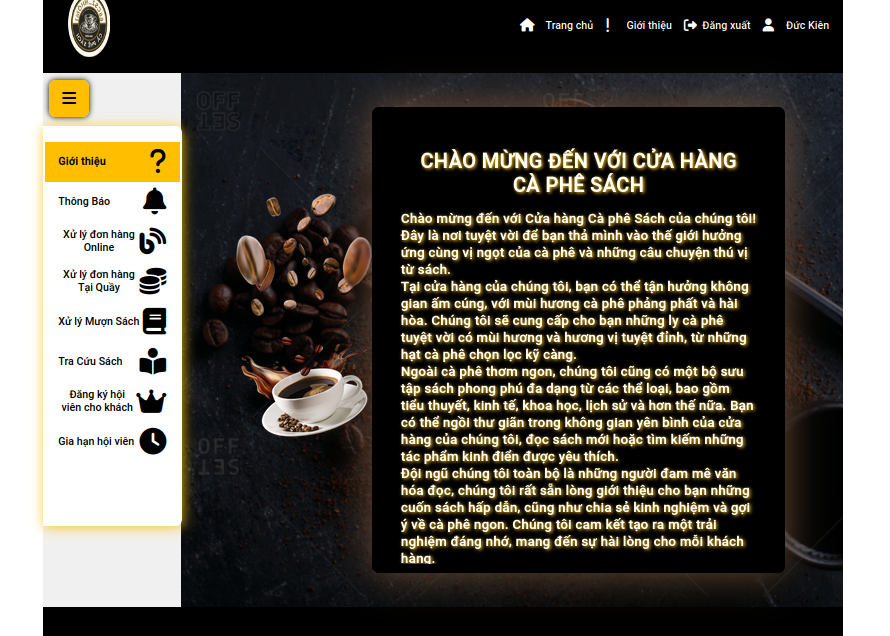 Trang chủ
Giới thiệu
Đăng xuất
Đức Kiên
Giới thiệu
Thông Báo
Xử lý đơn hàng
Online
Xử lý đơn hàng
Tại Quầy
Xử lý Mượn Sách
Tra Cứu Sách
Đăng ký hội
viên cho khách
Gia hạn hội viên
OFF
SET
OFF
OFF
SET
CHÀO MỪNG ĐẾN VỚI CỬA HÀNG
CÀ PHÊ SÁCH
Chào mừng đến với Cửa hàng Cà phê Sách của chúng tôi!
Đây là nơi tuyệt vời để bạn thả mình vào thế giới hưởng
ứng cùng vị ngọt của cà phê và những câu chuyện thú vị
từ sách.
Tại cửa hàng của chúng tôi, bạn có thể tận hưởng không
gian ấm cúng, với mùi hương cà phê phảng phất và hài
hòa. Chúng tôi sẽ cung cấp cho bạn những ly cà phê
tuyệt vời có mùi hương và hương vị tuyệt đỉnh, từ những
hạt cà phê chọn lọc kỹ càng.
Ngoài cà phê thơm ngon, chúng tôi cũng có một bộ sưu
tập sách phong phú đa dạng từ các thể loại, bao gồm
tiểu thuyết, kinh tế, khoa học, lịch sử và hơn thế nữa. Bạn
có thể ngồi thư giãn trong không gian yên bình của cửa
hàng của chúng tôi, đọc sách mới hoặc tìm kiếm những
tác phẩm kinh điển được yêu thích.
Đội ngũ chúng tôi toàn bộ là những người đam mê văn
hóa đọc, chúng tôi rất sẵn lòng giới thiệu cho bạn những
cuốn sách hấp dẫn, cũng như chia sẻ kinh nghiệm và gợi
ý về cà phê ngon. Chúng tôi cam kết tạo ra một trải
nghiệm đáng nhớ, mang đến sự hài lòng cho mỗi khách
hàng.